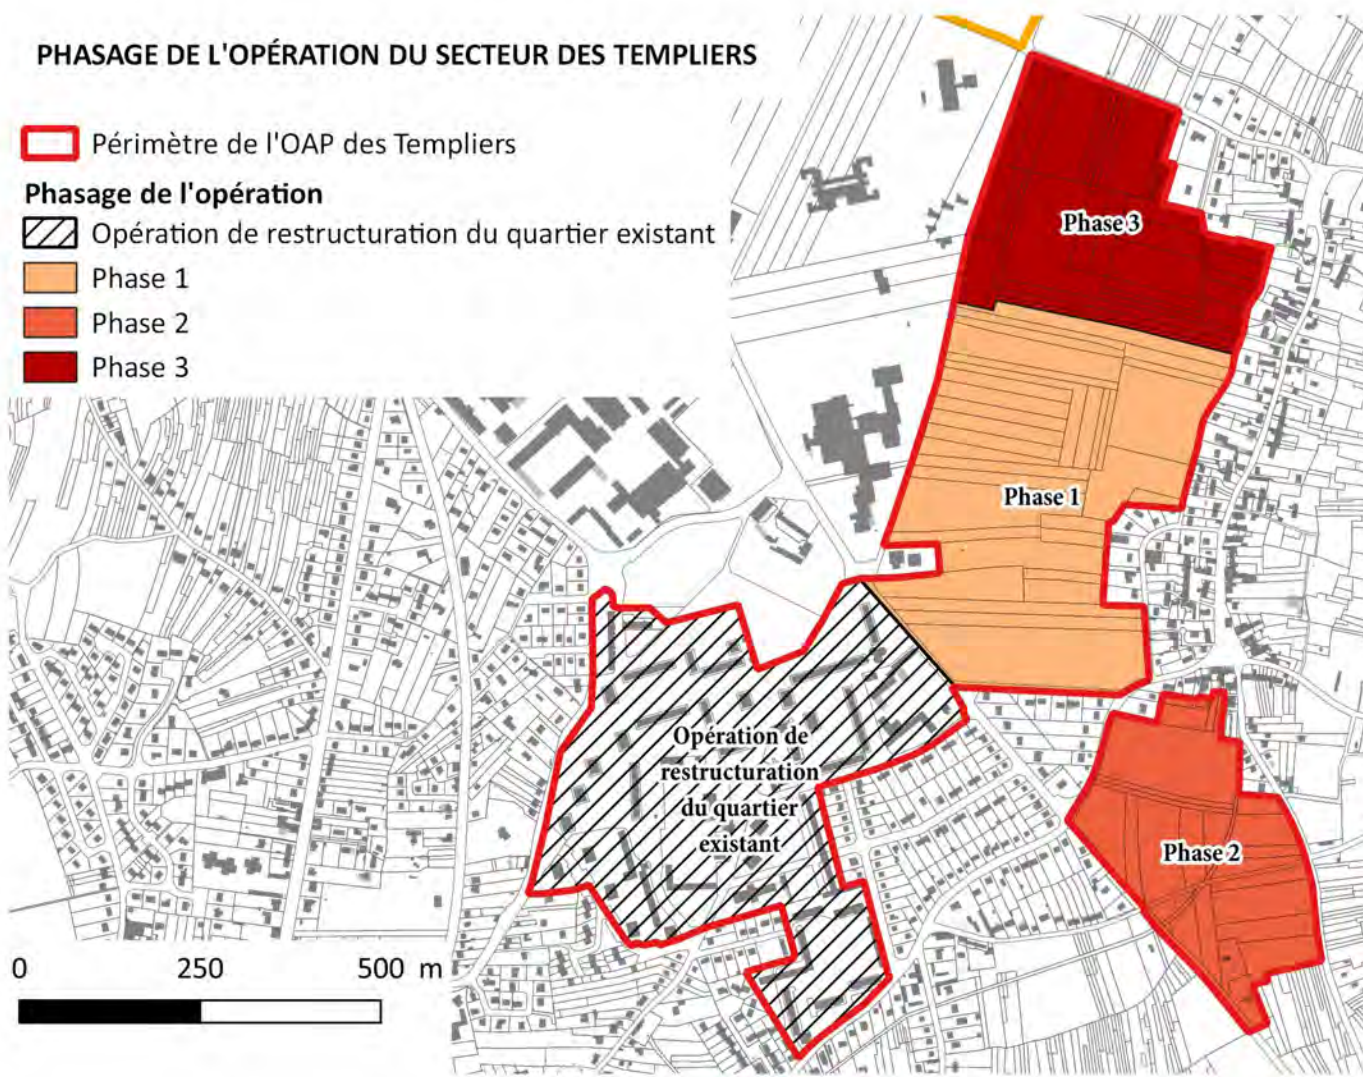 PHASAGE DE L'OPÉRATION DU SECTEUR DES TEMPLIERS
Périmètre de l'OAP des Templiers
Phasage de l'opération
Opération de restructuration du quartier existant
Phase 1
Phase 2
Phase 3
Phase 3
Phase 1
Opération de
restructuration
du quartier
existant
Phase 2
0 250 500 m